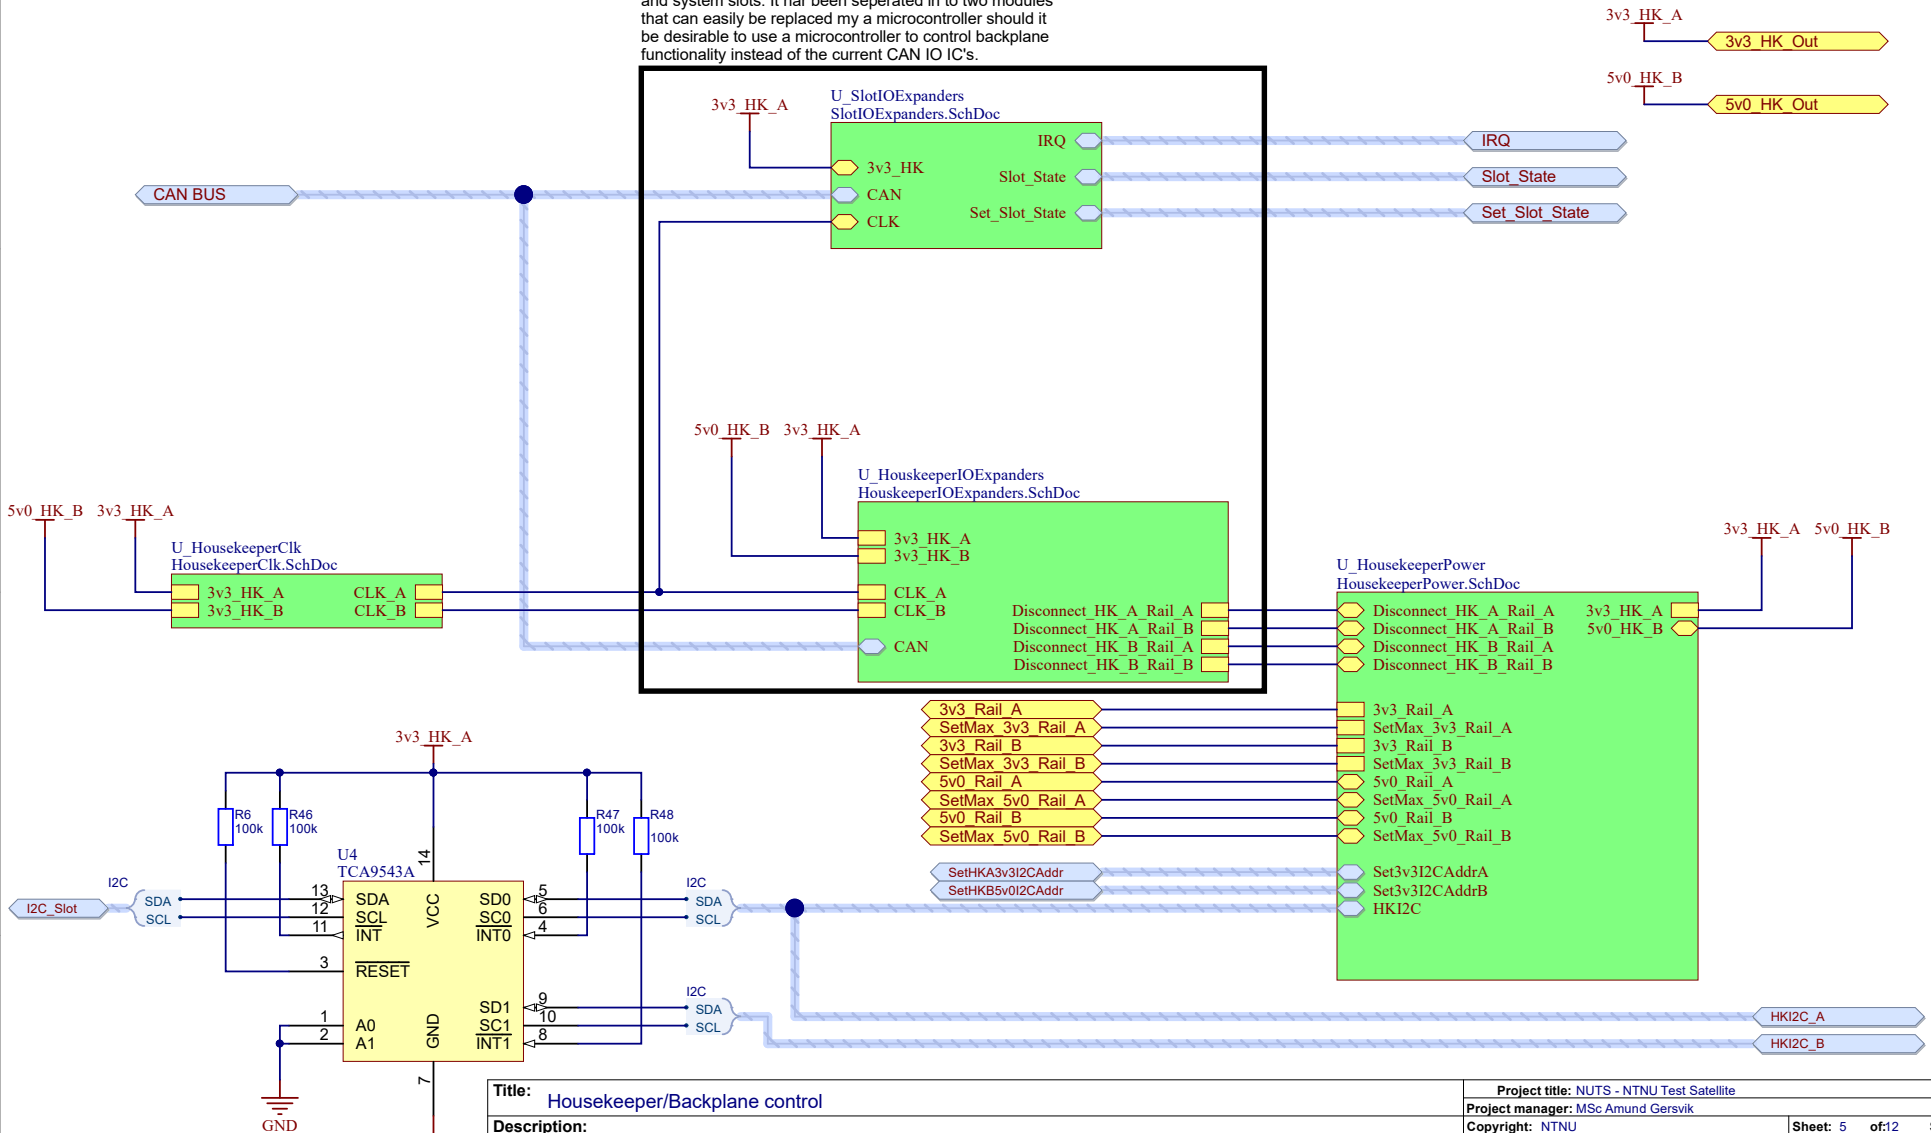 and system slots. It har been seperated in to two modules
that can easily be replaced my a microcontroller should it
be desirable to use a microcontroller to control backplane
functionality instead of the current CAN IO IC's.
3v3_HK_A
3v3_HK_Out
5v0_HK_B
5v0_HK_Out
3v3_HK_A
U_SlotIOExpanders
SlotIOExpanders.SchDoc
IRQ
3v3_HK
Slot_State
CAN
Set_Slot_State
CLK
IRQ
Slot_State
Set_Slot_State
CAN BUS
5v0_HK_B
3v3_HK_A
U_HouskeeperIOExpanders
HouskeeperIOExpanders.SchDoc
3v3_HK_A
3v3_HK_B
CLK_A
CLK_B
CAN
Disconnect_HK_A_Rail_A
Disconnect_HK_A_Rail_B
Disconnect_HK_B_Rail_A
Disconnect_HK_B_Rail_B
5v0_HK_B
3v3_HK_A
U_HousekeeperClk
HousekeeperClk.SchDoc
3v3_HK_A
CLK_A
3v3_HK_B
CLK_B
3v3_HK_A
5v0_HK_B
U_HousekeeperPower
HousekeeperPower.SchDoc
Disconnect_HK_A_Rail_A
3v3_HK_A
Disconnect_HK_A_Rail_B
5v0_HK_B
Disconnect_HK_B_Rail_A
Disconnect_HK_B_Rail_B
3v3_Rail_A
3v3_Rail_A
SetMax_3v3_Rail_A
SetMax_3v3_Rail_A
3v3_Rail_B
3v3_Rail_B
SetMax_3v3_Rail_B
SetMax_3v3_Rail_B
5v0_Rail_A
5v0_Rail_A
SetMax_5v0_Rail_A
SetMax_5v0_Rail_A
5v0_Rail_B
5v0_Rail_B
SetMax_5v0_Rail_B
SetMax_5v0_Rail_B
SetHKA3v3I2CAddr
Set3v3I2CAddrA
SetHKB5v0I2CAddr
Set3v3I2CAddrB
HKI2C
3v3_HK_A
R6
100k
R46
100k
R47
100k
R48
100k
U4
TCA9543A
14
I2C
SDA
SCL
I2C_Slot
13
12
11
3
1
2
SDA
SCL
INT
RESET
A0
A1
VCC
GND
SD0
SC0
INT0
SD1
SC1
INT1
5
6
4
9
10
8
7
I2C
SDA
SCL
I2C
SDA
SCL
HKI2C_A
HKI2C_B
GND
Title:
Housekeeper/Backplane control
Description:
Project title: NUTS - NTNU Test Satellite
Project manager: MSc Amund Gersvik
Copyright: NTNU
Sheet: 5 of:12